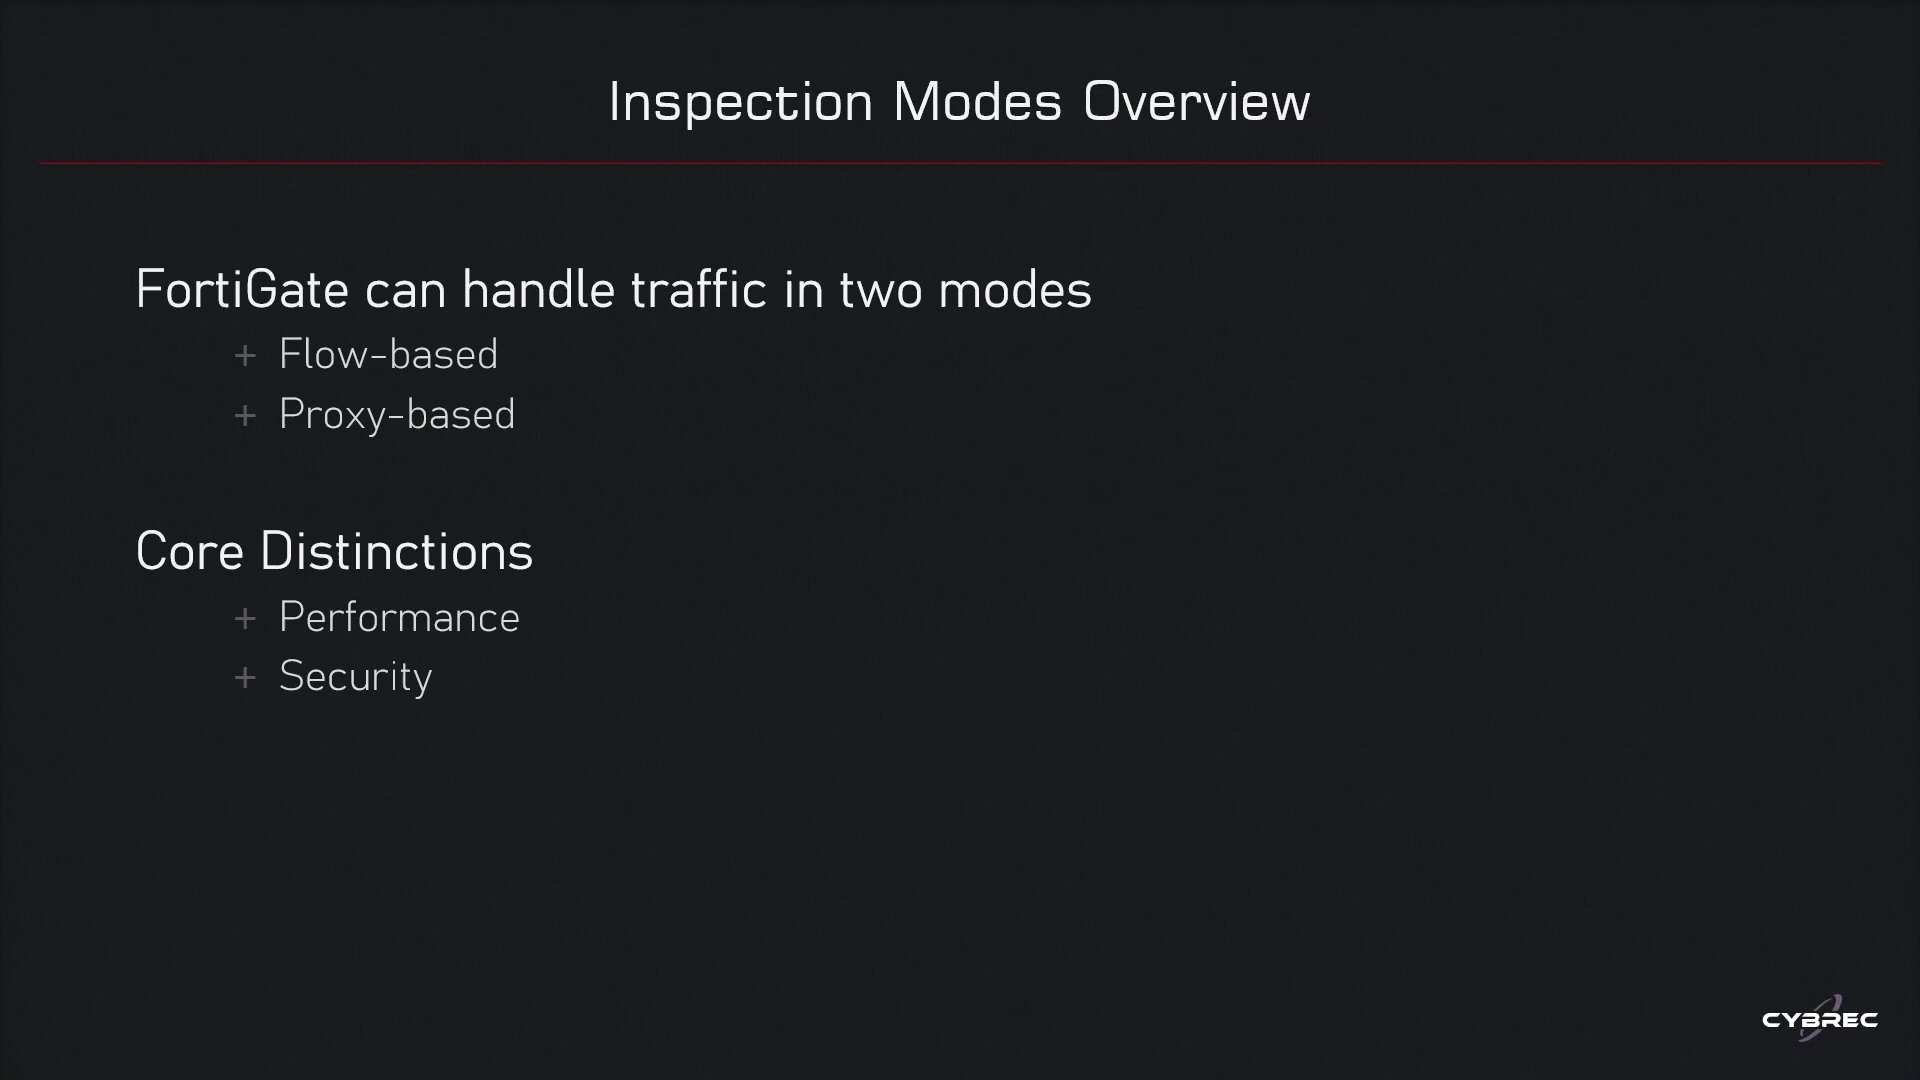 Inspection Modes Overview
FortiGate can handle traffic in two modes
+ Flow-based
+ Proxy-based
Core Distinctions
+ Performance
+ Security
CYBREC